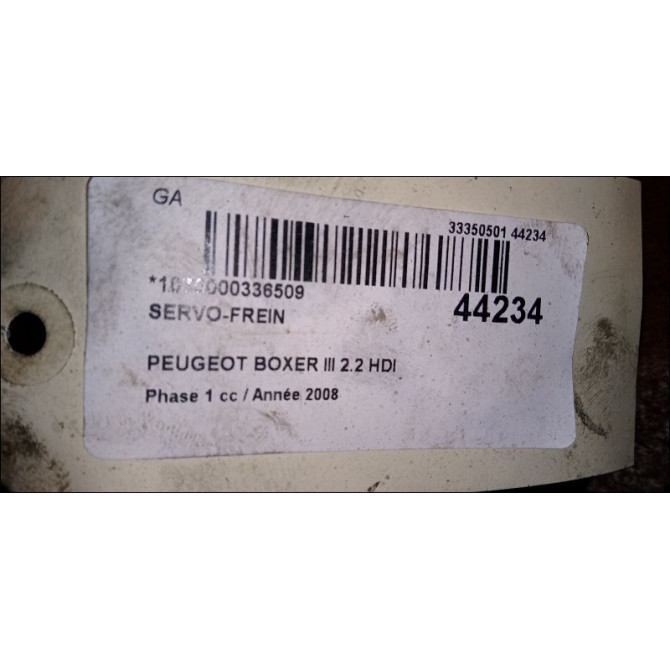 GA
33350501 44234
SERVO-FREIN
44234
PEUGEOT BOXER III 2.2 HDI
Phase 1 cc / Année 2008